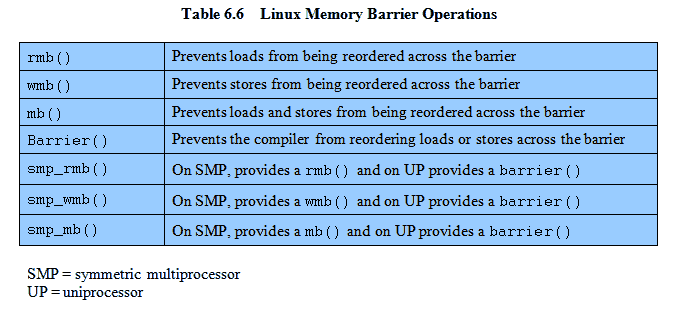 Table 6.6 Linux Memory Barrier Operations
rmb() Prevents loads from being reordered across the barrier
wmb() Prevents stores from being reordered across the barrier
mb() Prevents loads and stores from being reordered across the barrier
Barrier() Prevents the compiler from reordering loads or stores across the barrier
smp_rmb() On SMP, provides a rmb() and on UP provides a barrier()
smp_wmb() On SMP, provides a wmb() and on UP provides a barrier()
smp_mb() On SMP, provides a mb() and on UP provides a barrier()
SMP = symmetric multiprocessor
UP = uniprocessor